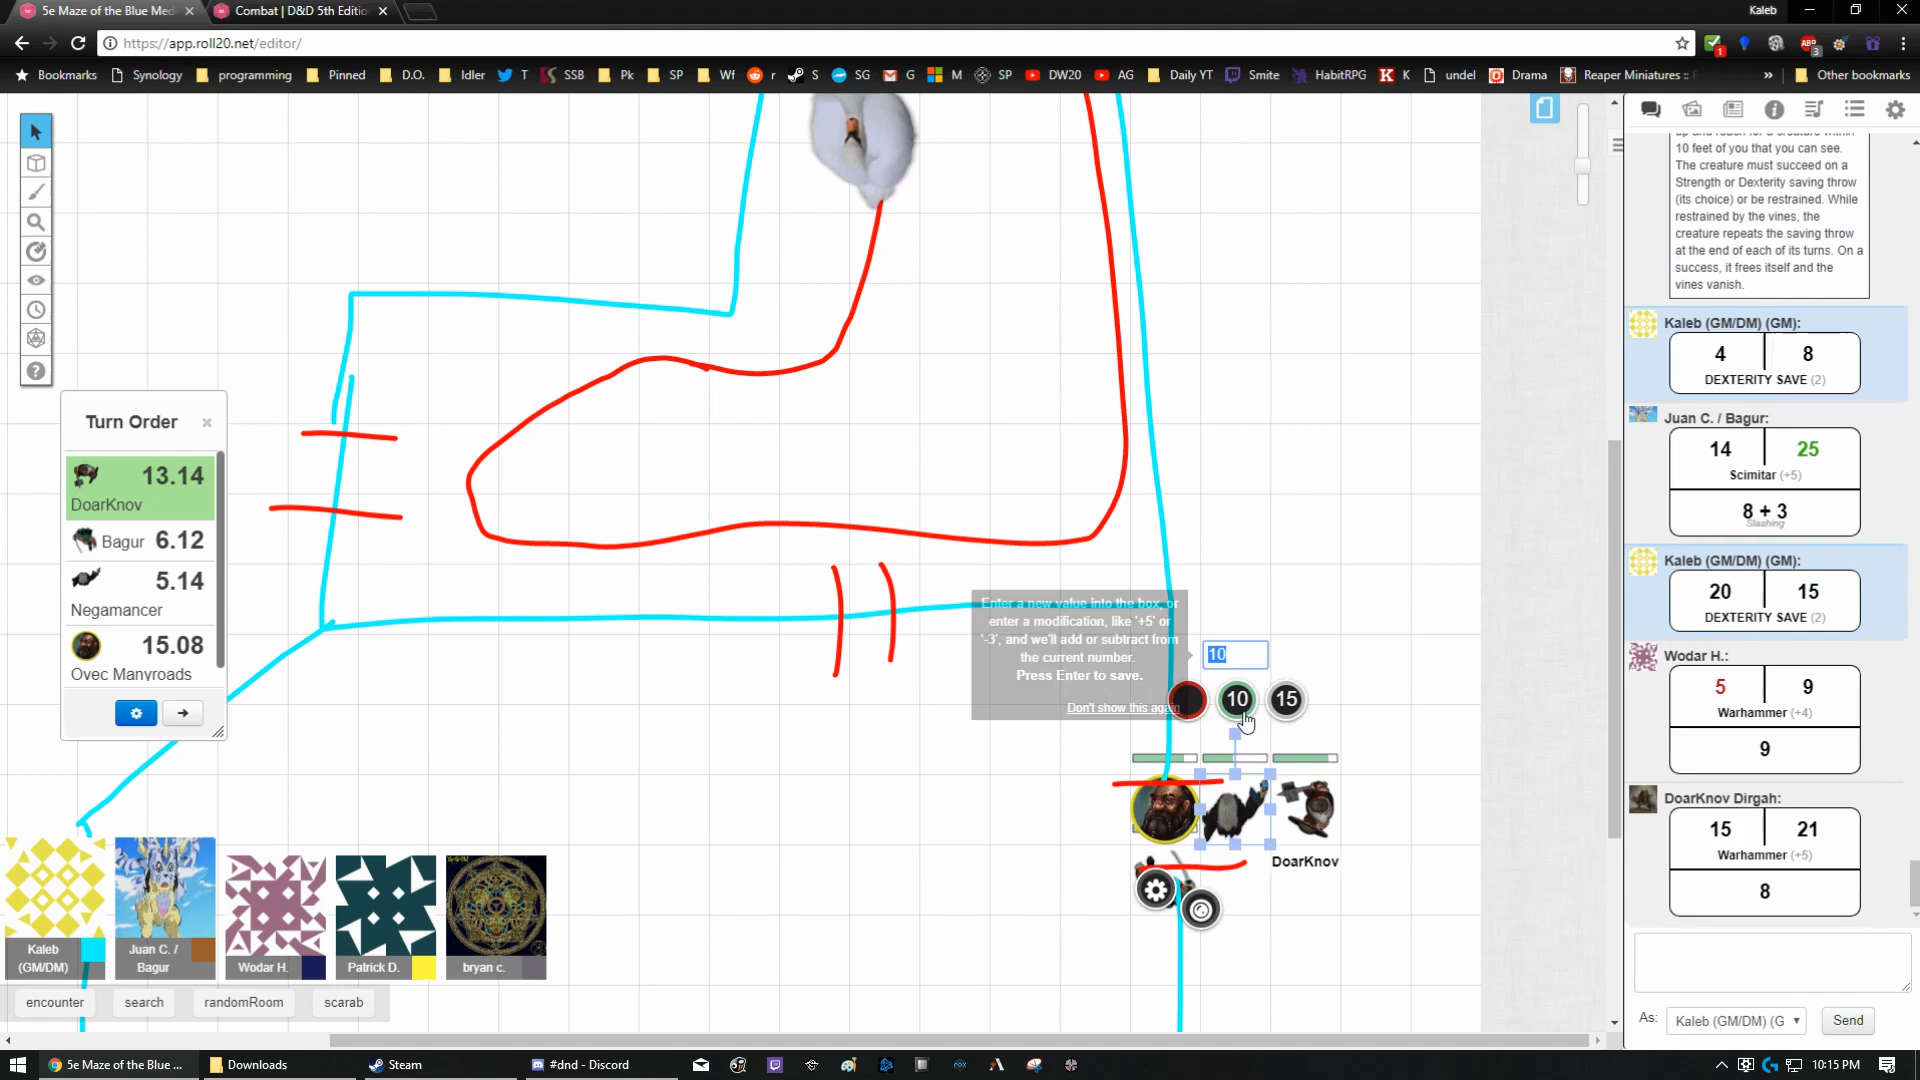 5e Maze of the Blue Med
Combat | D&D 5th Editio
Kaleb
https://app.roll20.net/editor/
Bookmarks
Synology
programming
Pinned
D.O.
Idler
T
SSB
Pk
SP
Wf
r
S
SG
G
M
SP
DW20
AG
Daily YT
Smite
HabitRPG
K
undel
Drama
Reaper Miniatures ::
Other bookmarks
10 feet of you that you can see.
The creature must succeed on a
Strength or Dexterity saving throw
(its choice) or be restrained. While
restrained by the vines, the
creature repeats the saving throw
at the end of each of its turns. On a
success, it frees itself and the
vines vanish.
Kaleb (GM/DM) (GM):
4 8
DEXTERITY SAVE (2)
Juan C. / Bagur:
14 25
Scimitar (+5)
8 + 3
Slashing
Kaleb (GM/DM) (GM):
20 15
DEXTERITY SAVE (2)
Wodar H.:
5 9
Warhammer (+4)
9
DoarKnov Dirgah:
15 21
Warhammer (+5)
8
As:
Kaleb (GM/DM) (G
Send
Turn Order
13.14
DoarKnov
Bagur 6.12
5.14
Negamancer
15.08
Ovec Manyroads
Enter a new value into the box, or
enter a modification, like '+5' or
'-3', and we'll add or subtract from
the current number.
Press Enter to save.
Don't show this again
10
10
15
DoarKnov
Kaleb
(GM/DM)
Juan C. /
Bagur
Wodar H.
Patrick D.
bryan c.
encounter
search
randomRoom
scarab
5e Maze of the Blue ...
Downloads
Steam
#dnd - Discord
10:15 PM